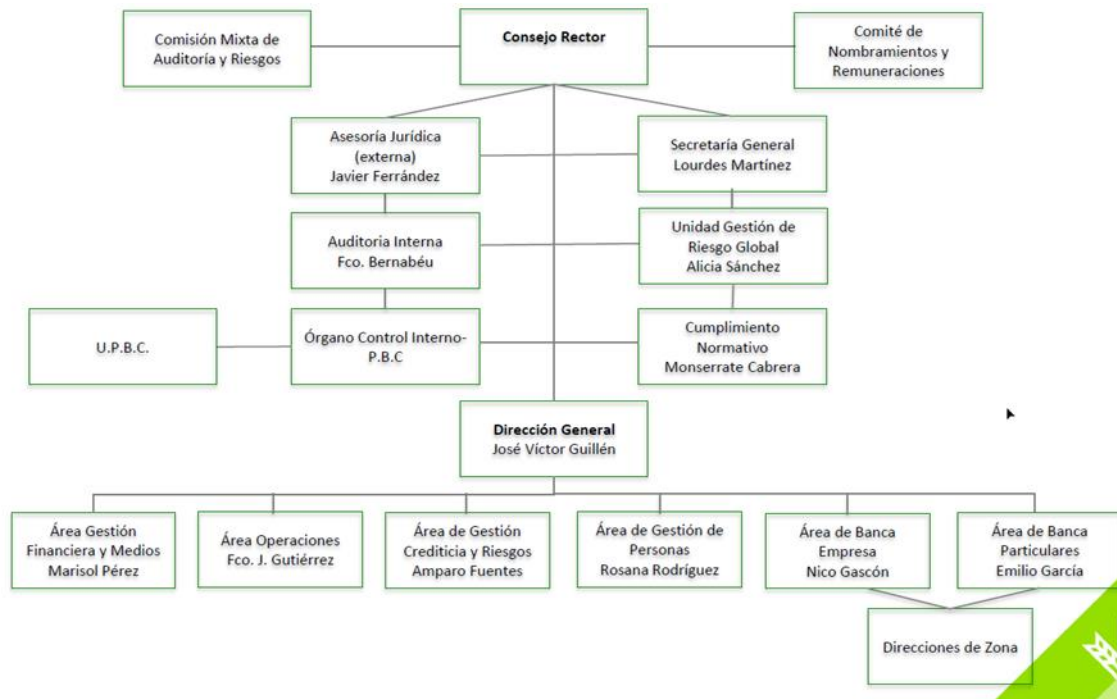 Comisión Mixta de
Auditoría y Riesgos
Consejo Rector
Comité de
Nombramientos y
Remuneraciones
Asesoría Jurídica
(externa)
Javier Ferrández
Secretaría General
Lourdes Martínez
Auditoria Interna
Fco. Bernabéu
Unidad Gestión de
Riesgo Global
Alicia Sánchez
U.P.B.C.
Órgano Control Interno-
P.B.C
Cumplimiento
Normativo
Monserrate Cabrera
Dirección General
José Víctor Guillén
Área Gestión
Financiera y Medios
Marisol Pérez
Área Operaciones
Fco. J. Gutiérrez
Área de Gestión
Crediticia y Riesgos
Amparo Fuentes
Área de Gestión de
Personas
Rosana Rodríguez
Área de Banca
Empresa
Nico Gascón
Área de Banca
Particulares
Emilio García
Direcciones de Zona